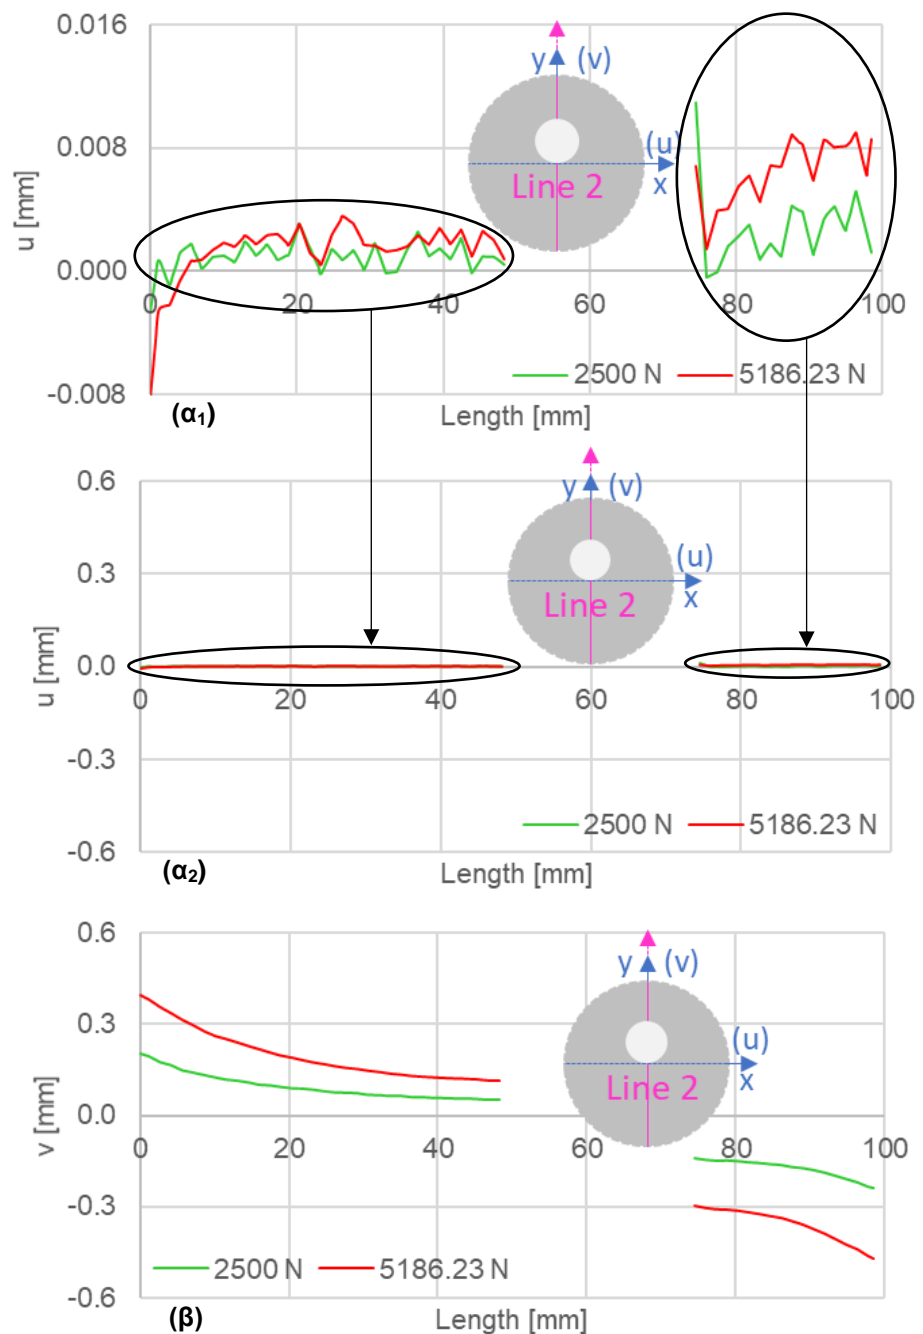 0.016
0.008
0.000
-0.008
u [mm]
0
20
40
60
80
100
y
(v)
(u)
x
Line 2
2500 N
5186.23 N
(α₁)
Length [mm]
0.6
0.3
0.0
-0.3
-0.6
u [mm]
0
20
40
60
80
100
y
(v)
(u)
x
Line 2
2500 N
5186.23 N
(α₂)
Length [mm]
0.6
0.3
0.0
-0.3
-0.6
v [mm]
0
20
40
60
80
100
y
(v)
(u)
x
Line 2
2500 N
5186.23 N
(β)
Length [mm]